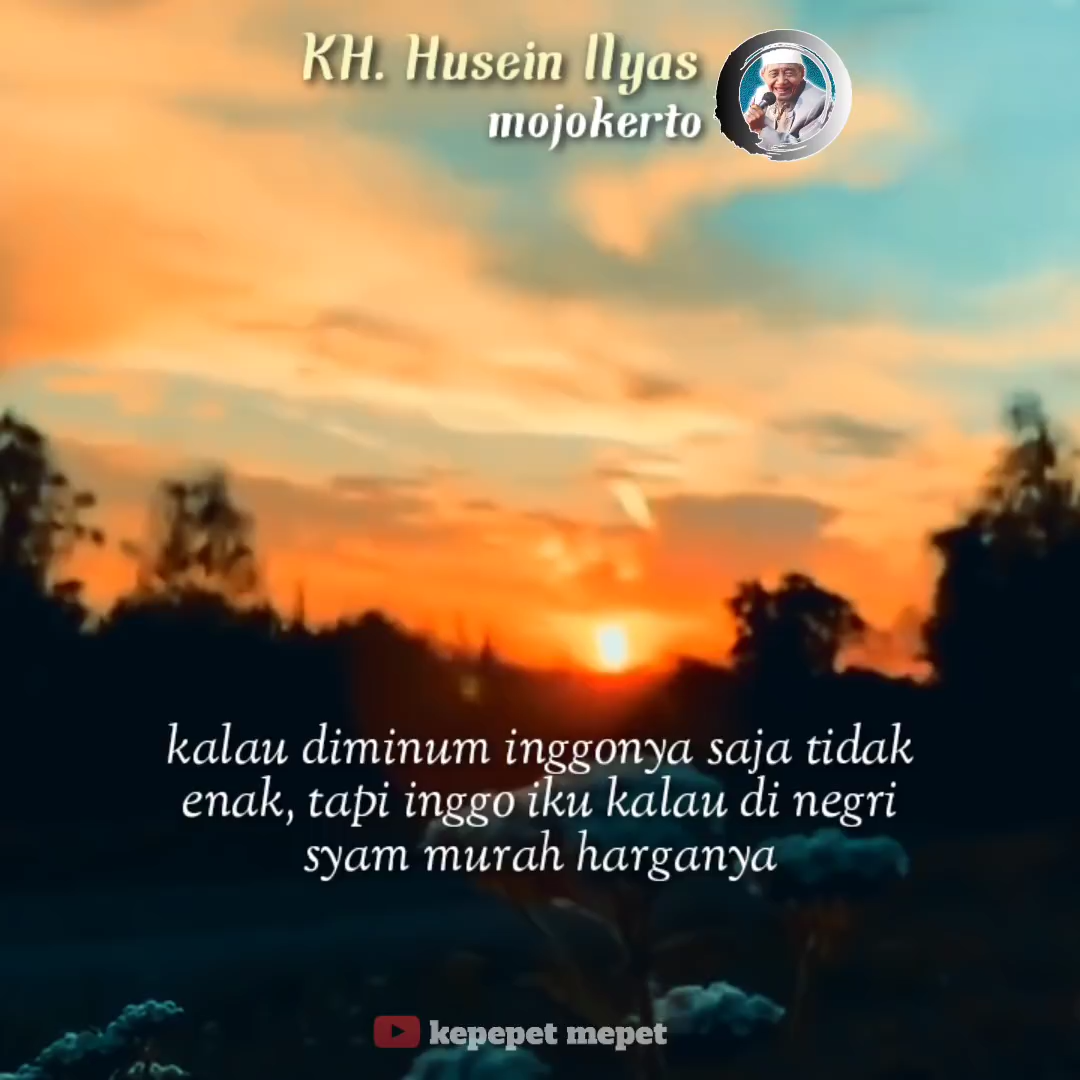 KH. Husein Ilyas
mojokerto
kalau diminum inggonya saja tidak
enak, tapi inggo iku kalau di negri
syam murah harganya
kepepet mepet